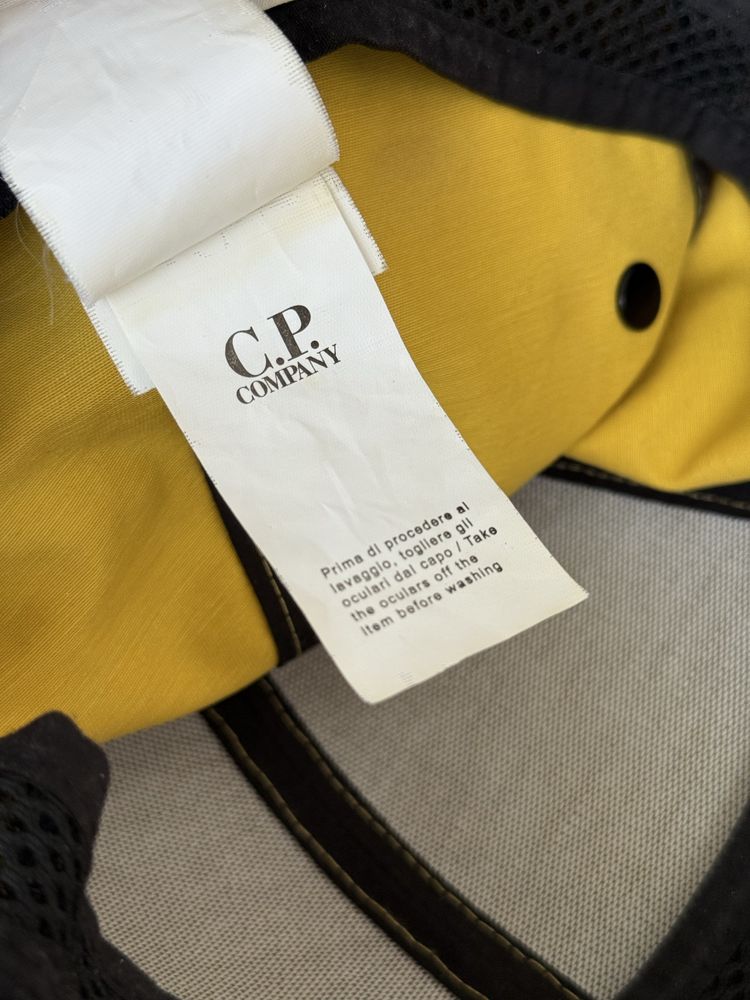 C.P.
COMPANY
Prima di procedere al
lavaggio, togliere gli
oculari dal capo / Take
the oculars off the
item before washing